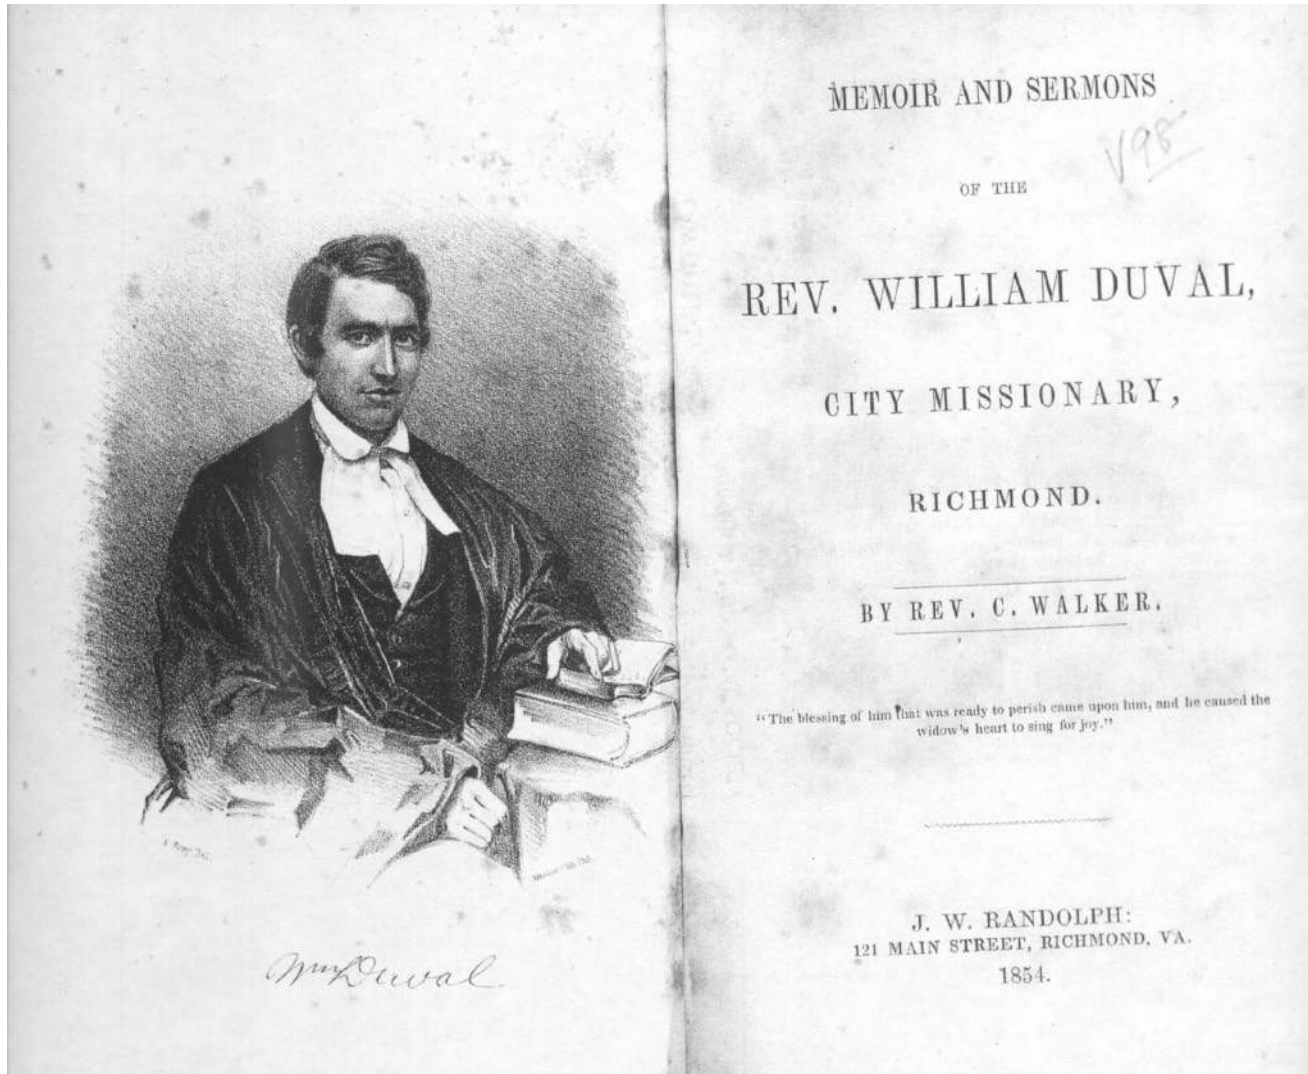 Wm Duval
MEMOIR AND SERMONS
V98
OF THE
REV. WILLIAM DUVAL,
CITY MISSIONARY,
RICHMOND.
BY REV. C. WALKER.
"The blessing of him that was ready to perish came upon him, and he caused the
widow's heart to sing for joy."
J. W. RANDOLPH:
121 MAIN STREET, RICHMOND, VA.
1854.